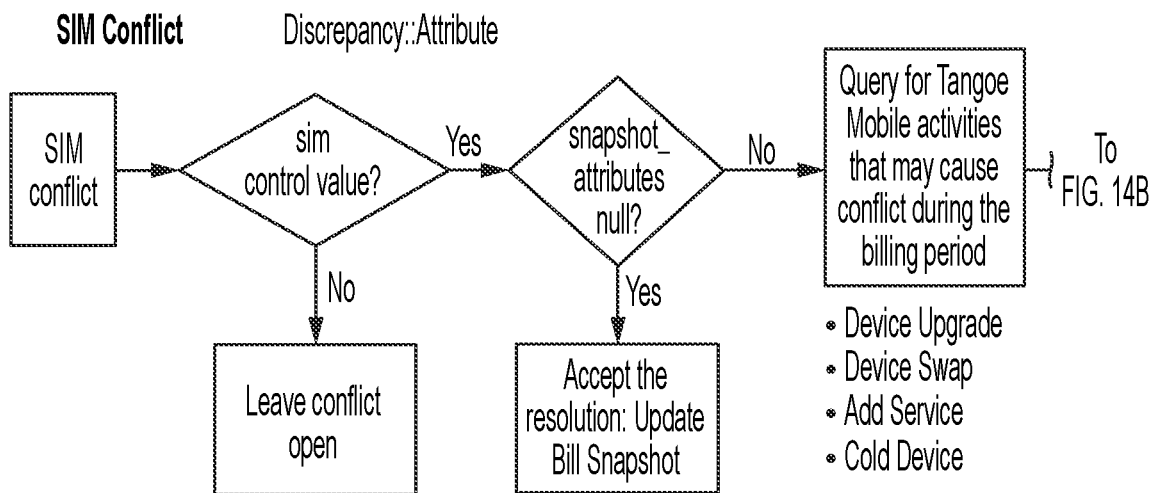 SIM Conflict Discrepancy::Attribute
SIM
conflict
sim
control value?
Yes
No
Leave conflict
open
snapshot_
attributes
null?
No
Yes
Accept the
resolution: Update
Bill Snapshot
Query for Tangoe
Mobile activities
that may cause
conflict during the
billing period
• Device Upgrade
• Device Swap
• Add Service
• Cold Device
To
FIG. 14B